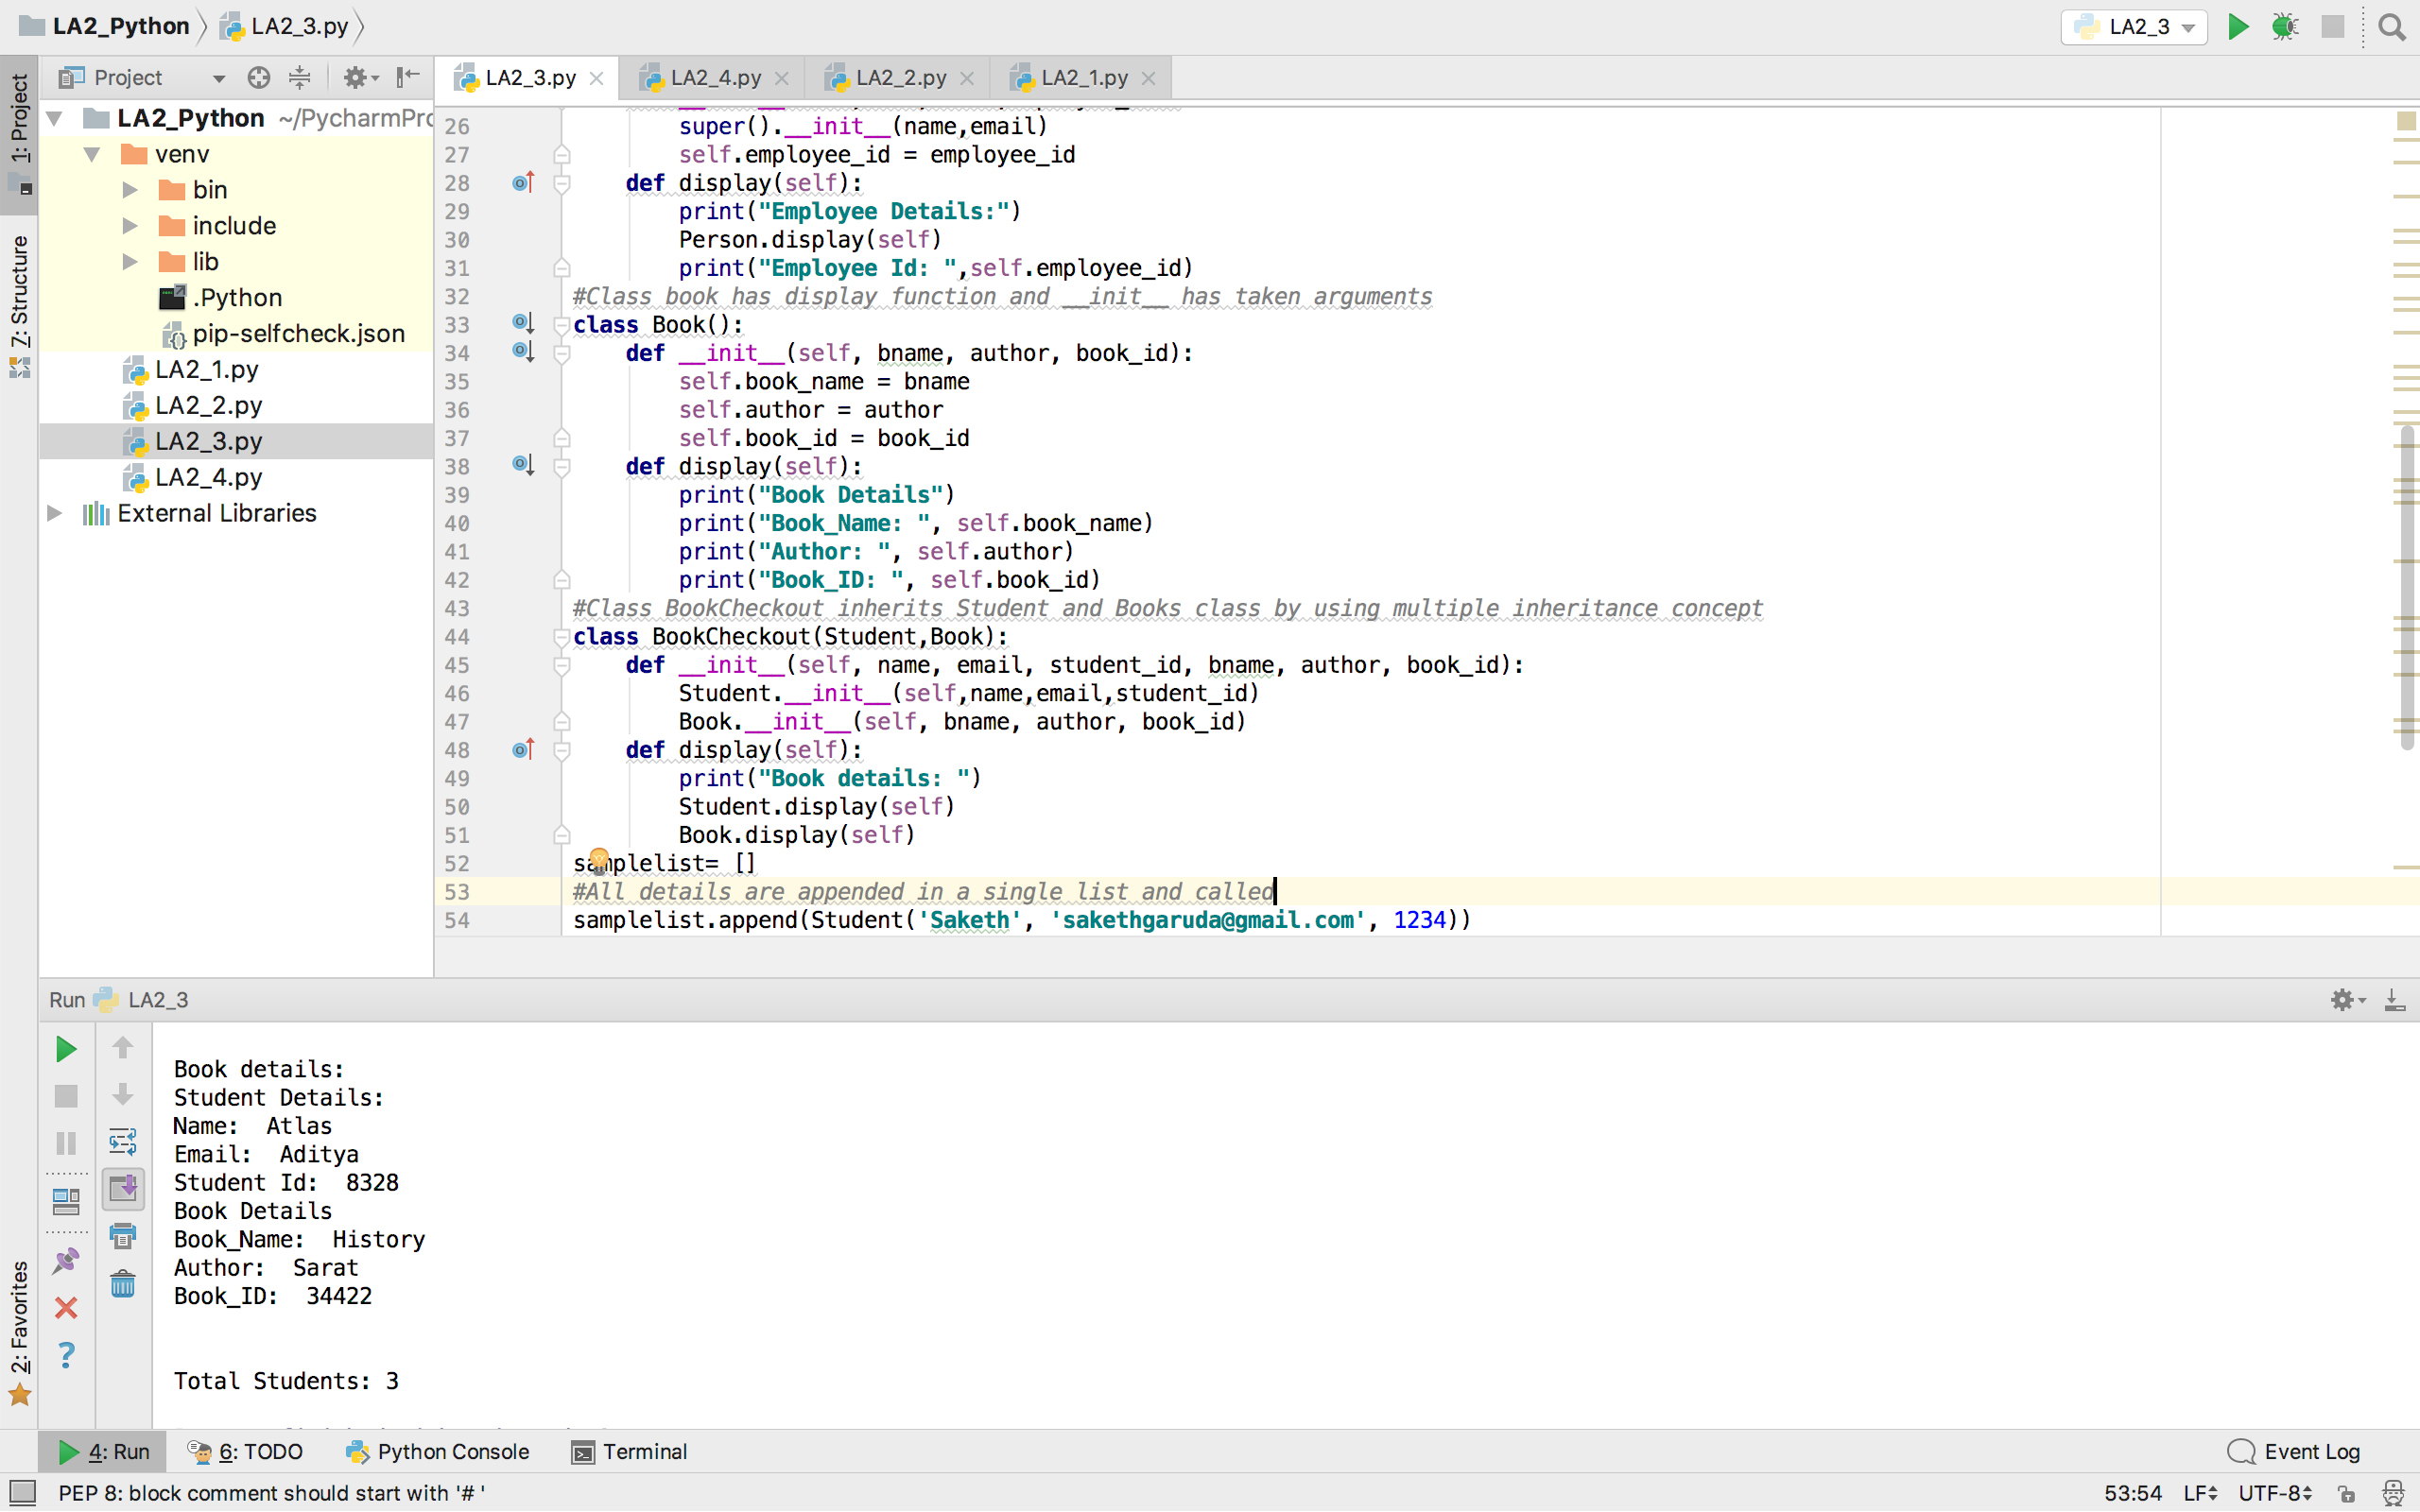 LA2_Python LA2_3.py LA2_3
1: Project
7: Structure
2: Favorites
Project
LA2_3.py LA2_4.py LA2_2.py LA2_1.py
LA2_Python ~/PycharmPro
venv
bin
include
lib
.Python
pip-selfcheck.json
LA2_1.py
LA2_2.py
LA2_3.py
LA2_4.py
External Libraries
26 super().__init__(name,email)
27 self.employee_id = employee_id
28 def display(self):
29 print("Employee Details:")
30 Person.display(self)
31 print("Employee Id: ",self.employee_id)
32 #Class book has display function and __init__ has taken arguments
33 class Book():
34 def __init__(self, bname, author, book_id):
35 self.book_name = bname
36 self.author = author
37 self.book_id = book_id
38 def display(self):
39 print("Book Details")
40 print("Book_Name: ", self.book_name)
41 print("Author: ", self.author)
42 print("Book_ID: ", self.book_id)
43 #Class BookCheckout inherits Student and Books class by using multiple inheritance concept
44 class BookCheckout(Student,Book):
45 def __init__(self, name, email, student_id, bname, author, book_id):
46 Student.__init__(self,name,email,student_id)
47 Book.__init__(self, bname, author, book_id)
48 def display(self):
49 print("Book details: ")
50 Student.display(self)
51 Book.display(self)
52 samplelist= []
53 #All details are appended in a single list and called
54 samplelist.append(Student('Saketh', 'sakethgaruda@gmail.com', 1234))
Run LA2_3
Book details:
Student Details:
Name:  Atlas
Email:  Aditya
Student Id:  8328
Book Details
Book_Name:  History
Author:  Sarat
Book_ID:  34422
Total Students: 3
4: Run 6: TODO Python Console Terminal Event Log
PEP 8: block comment should start with '# ' 53:54 LF UTF-8